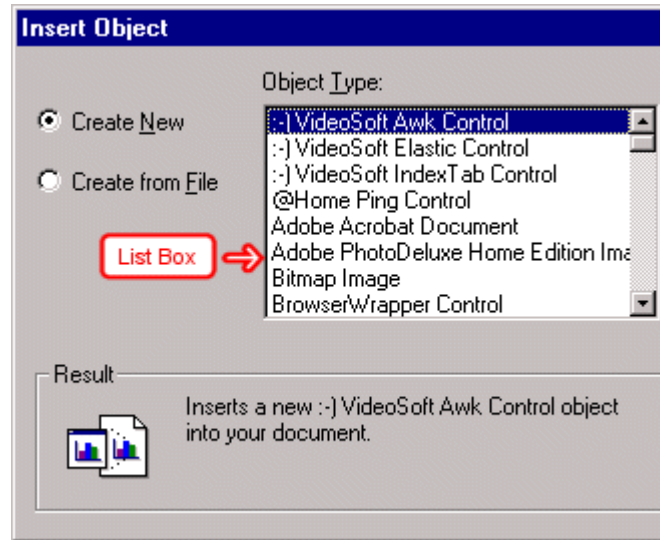 Insert Object
Object Type:
Create New
Create from File
:-) VideoSoft Awk Control
:-) VideoSoft Elastic Control
:-) VideoSoft IndexTab Control
@Home Ping Control
Adobe Acrobat Document
Adobe PhotoDeluxe Home Edition Ima
Bitmap Image
BrowserWrapper Control
List Box
Result
Inserts a new :-) VideoSoft Awk Control object
into your document.